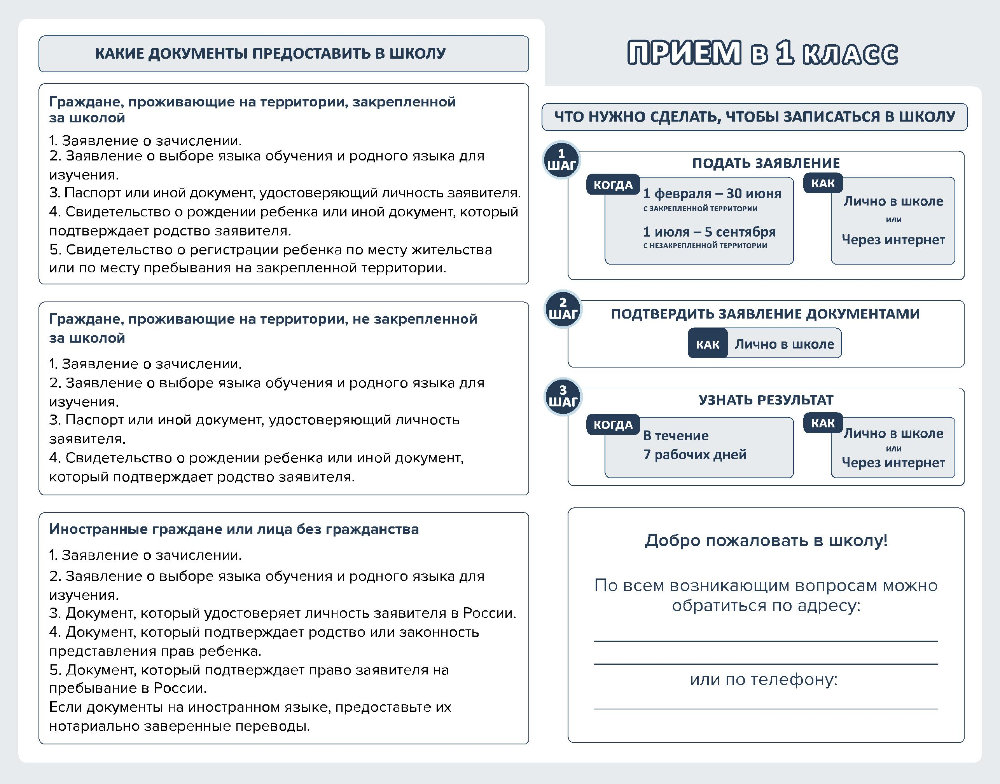 КАКИЕ ДОКУМЕНТЫ ПРЕДОСТАВИТЬ В ШКОЛУ
Граждане, проживающие на территории, закрепленной
за школой
1. Заявление о зачислении.
2. Заявление о выборе языка обучения и родного языка для
изучения.
3. Паспорт или иной документ, удостоверяющий личность заявителя.
4. Свидетельство о рождении ребенка или иной документ, который
подтверждает родство заявителя.
5. Свидетельство о регистрации ребенка по месту жительства
или по месту пребывания на закрепленной территории.
Граждане, проживающие на территории, не закрепленной
за школой
1. Заявление о зачислении.
2. Заявление о выборе языка обучения и родного языка для
изучения.
3. Паспорт или иной документ, удостоверяющий личность
заявителя.
4. Свидетельство о рождении ребенка или иной документ,
который подтверждает родство заявителя.
Иностранные граждане или лица без гражданства
1. Заявление о зачислении.
2. Заявление о выборе языка обучения и родного языка для
изучения.
3. Документ, который удостоверяет личность заявителя в России.
4. Документ, который подтверждает родство или законность
представления прав ребенка.
5. Документ, который подтверждает право заявителя на
пребывание в России.
Если документы на иностранном языке, предоставьте их
нотариально заверенные переводы.
ПРИЕМ В 1 КЛАСС
ЧТО НУЖНО СДЕЛАТЬ, ЧТОБЫ ЗАПИСАТЬСЯ В ШКОЛУ
1
ШАГ
ПОДАТЬ ЗАЯВЛЕНИЕ
КОГДА
1 февраля – 30 июня
С ЗАКРЕПЛЕННОЙ ТЕРРИТОРИИ
1 июля – 5 сентября
С НЕЗАКРЕПЛЕННОЙ ТЕРРИТОРИИ
КАК
Лично в школе
или
Через интернет
2
ШАГ
ПОДТВЕРДИТЬ ЗАЯВЛЕНИЕ ДОКУМЕНТАМИ
КАК Лично в школе
3
ШАГ
УЗНАТЬ РЕЗУЛЬТАТ
КОГДА
В течение
7 рабочих дней
КАК
Лично в школе
или
Через интернет
Добро пожаловать в школу!
По всем возникающим вопросам можно
обратиться по адресу:
или по телефону: